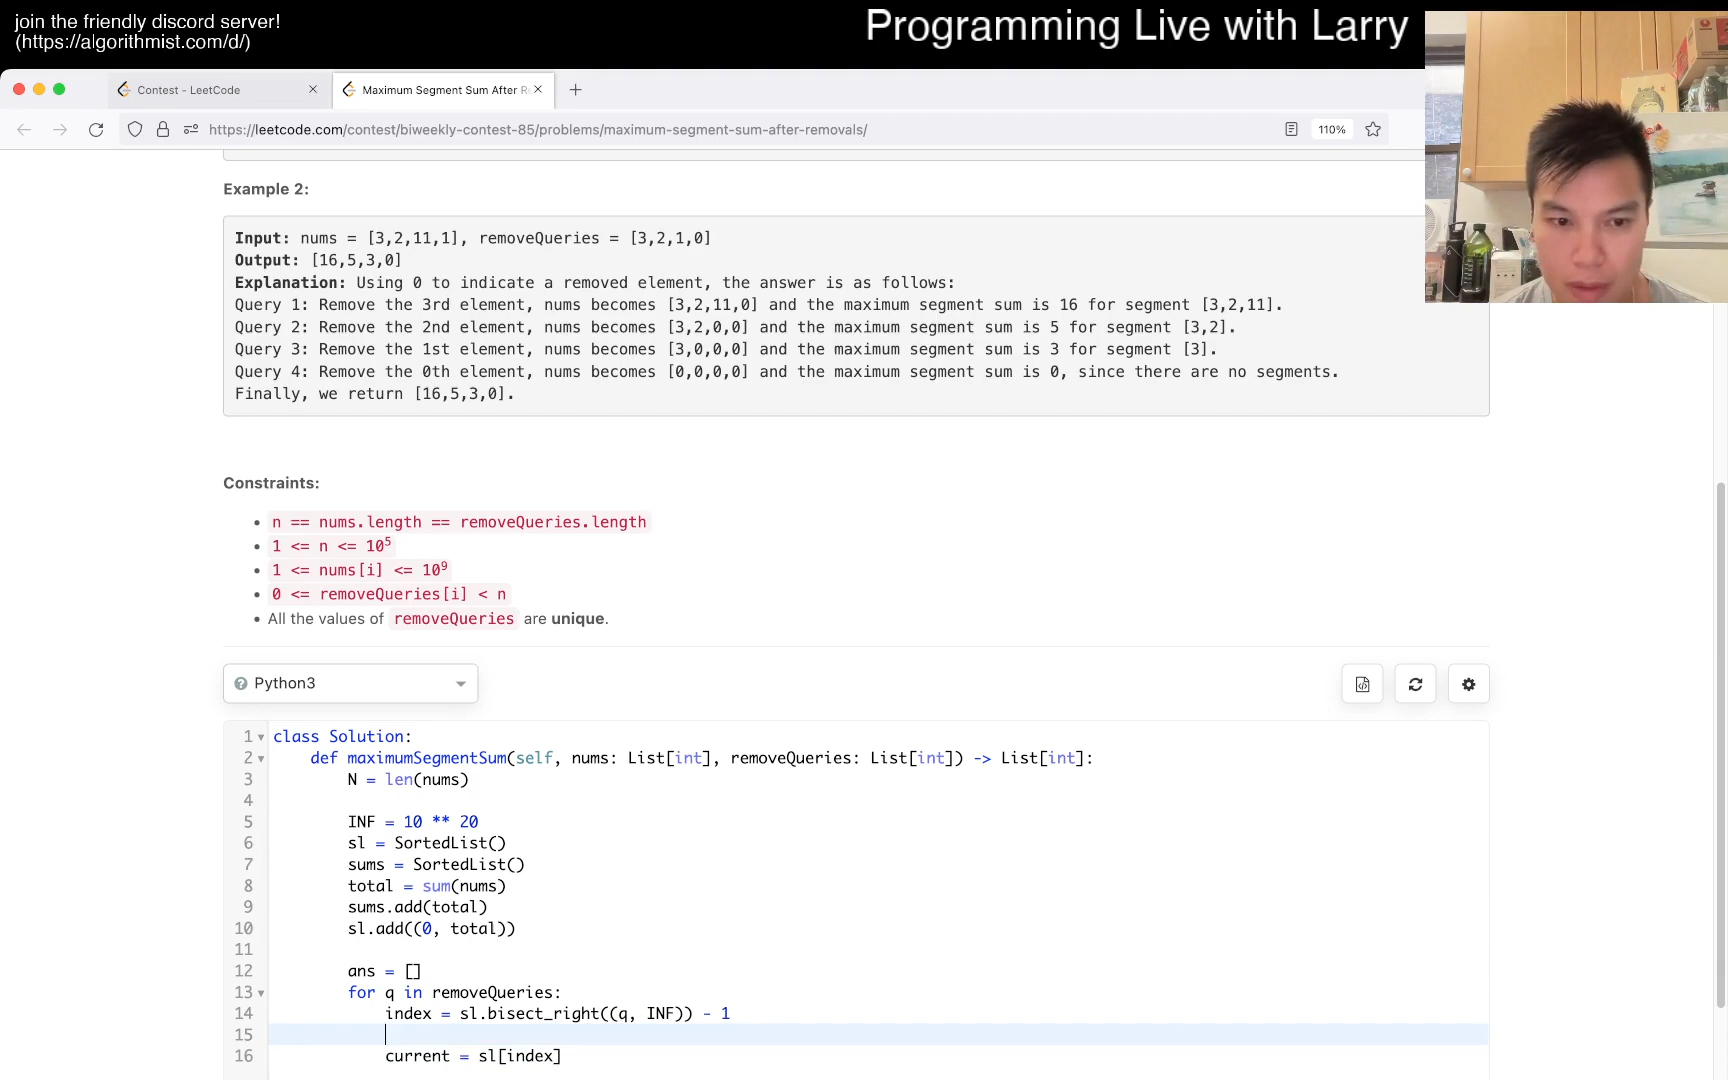 join the friendly discord server!
(https://algorithmist.com/d/)
Programming Live with Larry
Contest - LeetCode
Maximum Segment Sum After R
https://leetcode.com/contest/biweekly-contest-85/problems/maximum-segment-sum-after-removals/
110%
Example 2:
Input: nums = [3,2,11,1], removeQueries = [3,2,1,0]
Output: [16,5,3,0]
Explanation: Using 0 to indicate a removed element, the answer is as follows:
Query 1: Remove the 3rd element, nums becomes [3,2,11,0] and the maximum segment sum is 16 for segment [3,2,11].
Query 2: Remove the 2nd element, nums becomes [3,2,0,0] and the maximum segment sum is 5 for segment [3,2].
Query 3: Remove the 1st element, nums becomes [3,0,0,0] and the maximum segment sum is 3 for segment [3].
Query 4: Remove the 0th element, nums becomes [0,0,0,0] and the maximum segment sum is 0, since there are no segments.
Finally, we return [16,5,3,0].
Constraints:
• n == nums.length == removeQueries.length
• 1 <= n <= 10⁵
• 1 <= nums[i] <= 10⁹
• 0 <= removeQueries[i] < n
• All the values of removeQueries are unique.
Python3
1 class Solution:
2     def maximumSegmentSum(self, nums: List[int], removeQueries: List[int]) -> List[int]:
3         N = len(nums)
4
5         INF = 10 ** 20
6         sl = SortedList()
7         sums = SortedList()
8         total = sum(nums)
9         sums.add(total)
10         sl.add((0, total))
11
12         ans = []
13         for q in removeQueries:
14             index = sl.bisect_right((q, INF)) - 1
15
16             current = sl[index]